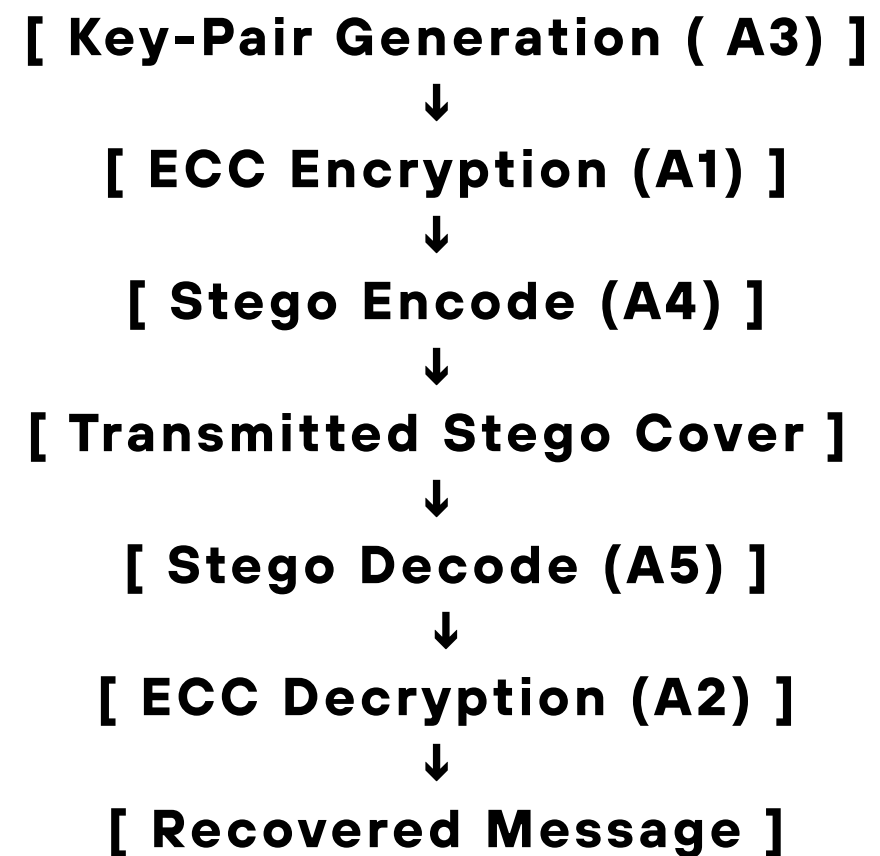 [ Key-Pair Generation ( A3) ]
↓
[ ECC Encryption (A1) ]
↓
[ Stego Encode (A4) ]
↓
[ Transmitted Stego Cover ]
↓
[ Stego Decode (A5) ]
↓
[ ECC Decryption (A2) ]
↓
[ Recovered Message ]